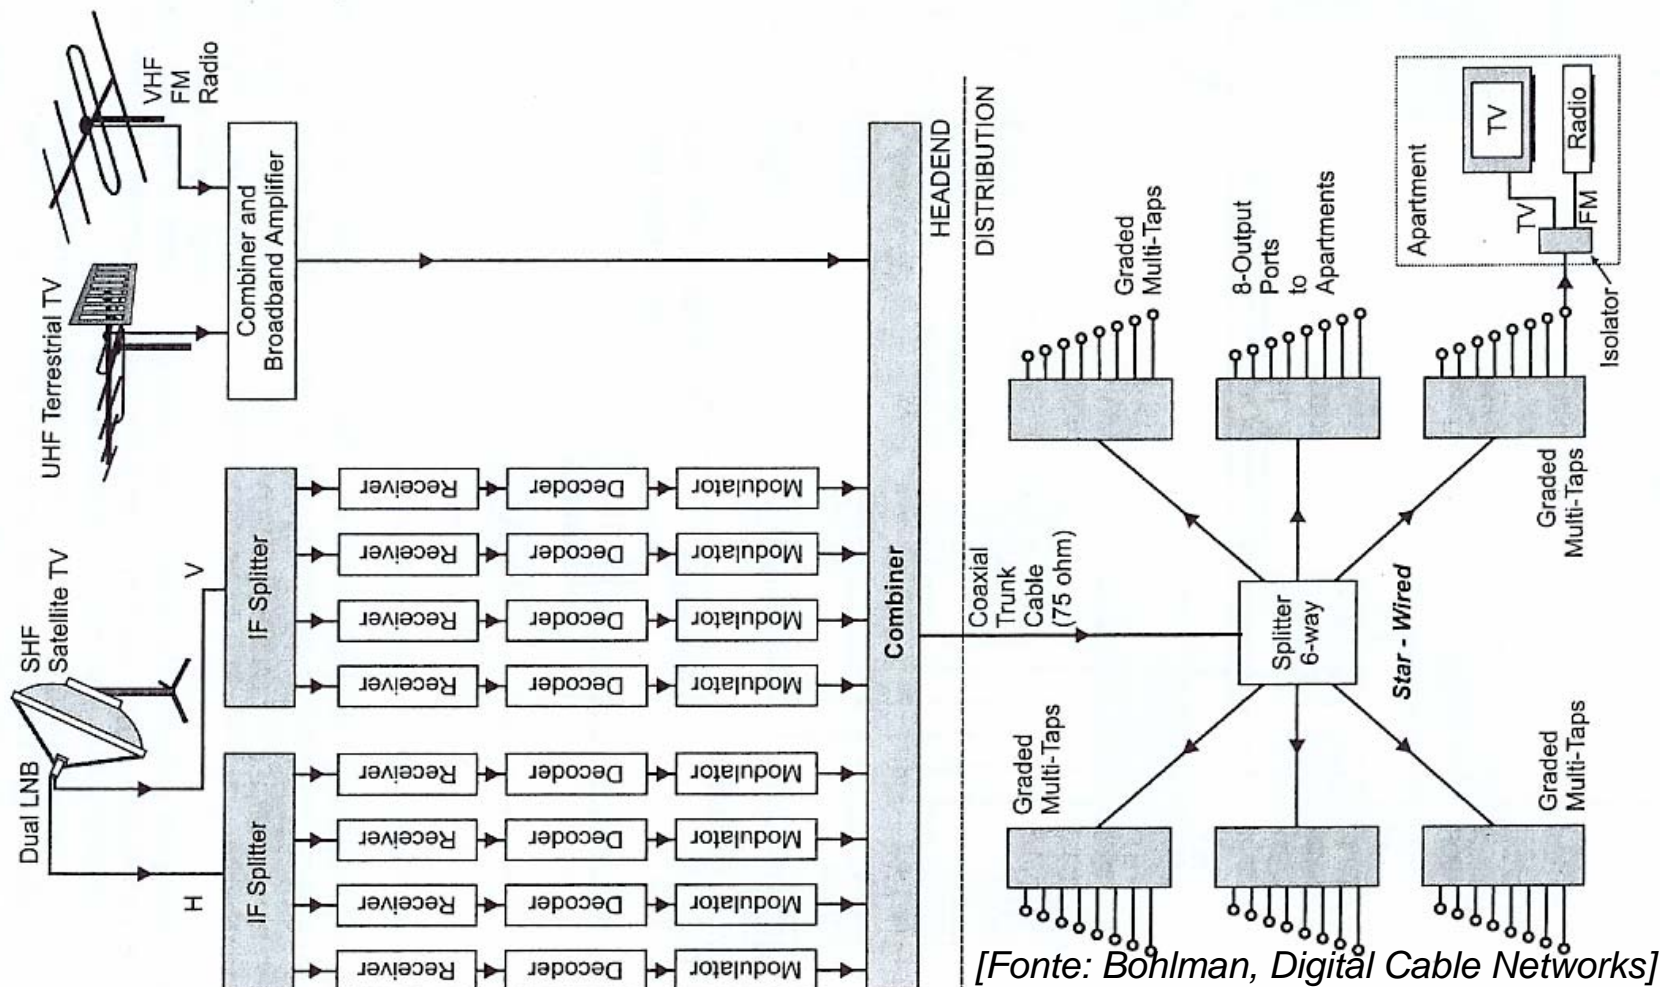 VHF
FM
Radio
UHF Terrestrial TV
SHF
Satellite TV
Dual LNB
V
H
Combiner and
Broadband Amplifier
IF Splitter
Receiver
Decoder
Modulator
Receiver
Decoder
Modulator
Receiver
Decoder
Modulator
Receiver
Decoder
Modulator
IF Splitter
Receiver
Decoder
Modulator
Receiver
Decoder
Modulator
Receiver
Decoder
Modulator
Receiver
Decoder
Modulator
Combiner
HEADEND
DISTRIBUTION
Coaxial
Trunk
Cable
(75 ohm)
Splitter
6-way
Star - Wired
Graded
Multi-Taps
8-Output
Ports
to
Apartments
Graded
Multi-Taps
Graded
Multi-Taps
Graded
Multi-Taps
Apartment
TV
Radio
TV
FM
Isolator
[Fonte: Bohlman, Digital Cable Networks]